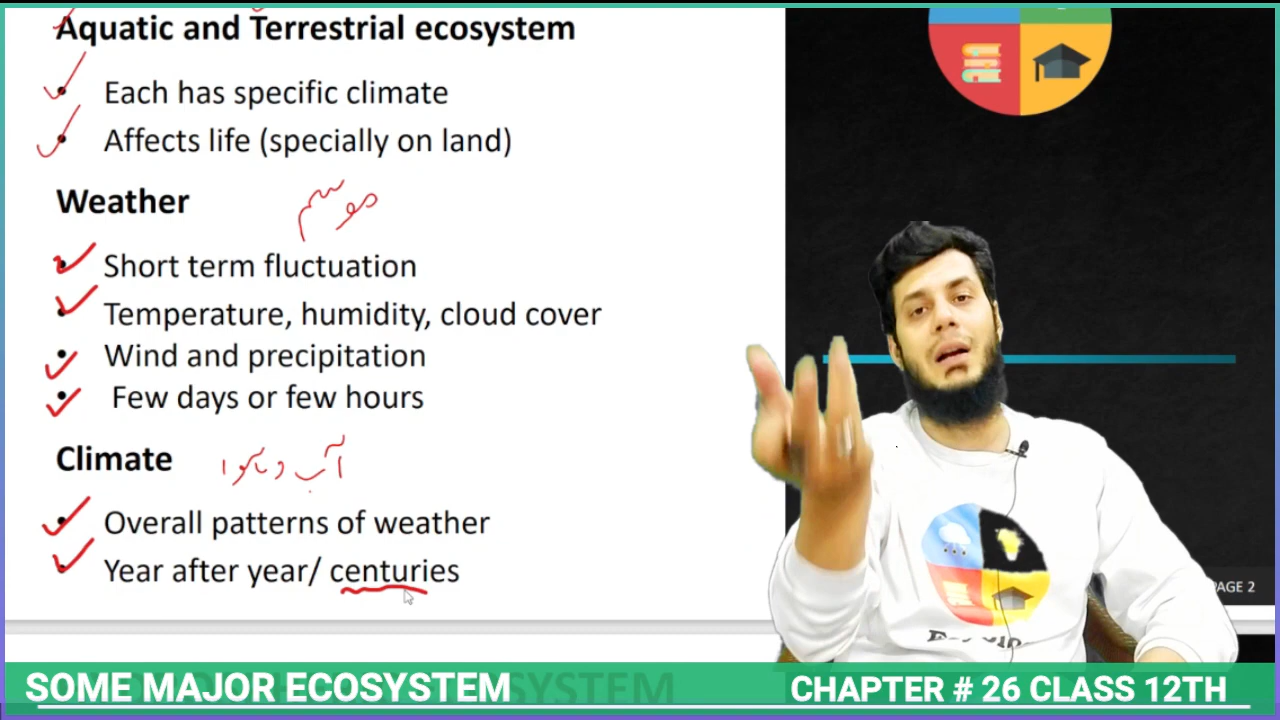 Aquatic and Terrestrial ecosystem
Each has specific climate
Affects life (specially on land)
Weather موسم
Short term fluctuation
Temperature, humidity, cloud cover
Wind and precipitation
Few days or few hours
Climate آب و ہوا
Overall patterns of weather
Year after year/ centuries
PAGE 2
SOME MAJOR ECOSYSTEM
CHAPTER # 26 CLASS 12TH